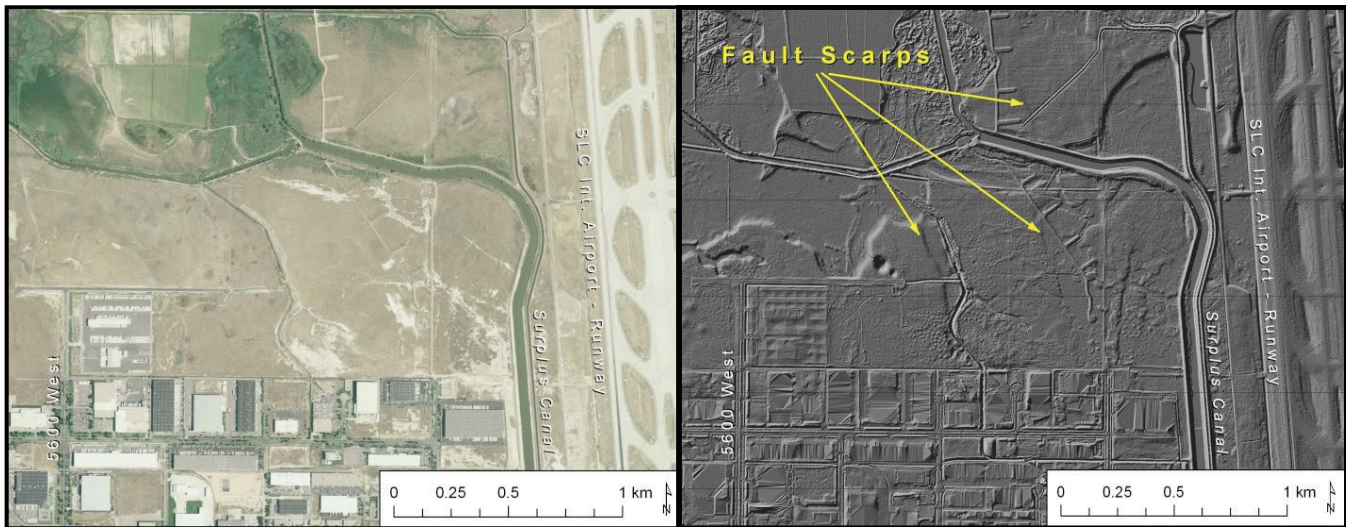 SLC Int. Airport - Runway
Surplus Canal
5600 West
0 0.25 0.5 1 km
N
Fault Scarps
SLC Int. Airport - Runway
Surplus Canal
5600 West
0 0.25 0.5 1 km
N